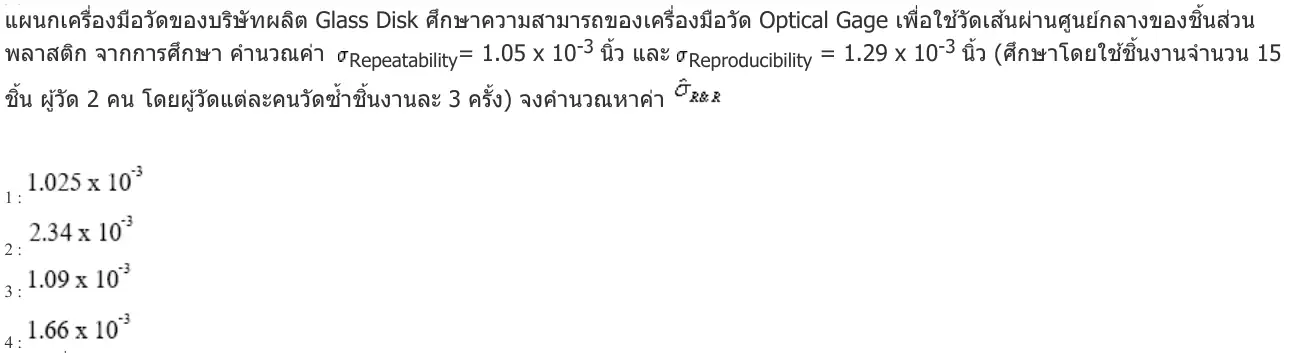 แผนกเครื่องมือวัดของบริษัทผลิต Glass Disk ศึกษาความสามารถของเครื่องมือวัด Optical Gage เพื่อใช้วัดเส้นผ่านศูนย์กลางของชิ้นส่วน
พลาสติก จากการศึกษา คำนวณค่า σRepeatability= 1.05 x 10⁻³ นิ้ว และ σReproducibility = 1.29 x 10⁻³ นิ้ว (ศึกษาโดยใช้ชิ้นงานจำนวน 15
ชิ้น ผู้วัด 2 คน โดยผู้วัดแต่ละคนวัดซ้ำชิ้นงานละ 3 ครั้ง) จงคำนวณหาค่า σ̂R&R
1 : 1.025 x 10⁻³
2 : 2.34 x 10⁻³
3 : 1.09 x 10⁻³
4 : 1.66 x 10⁻³